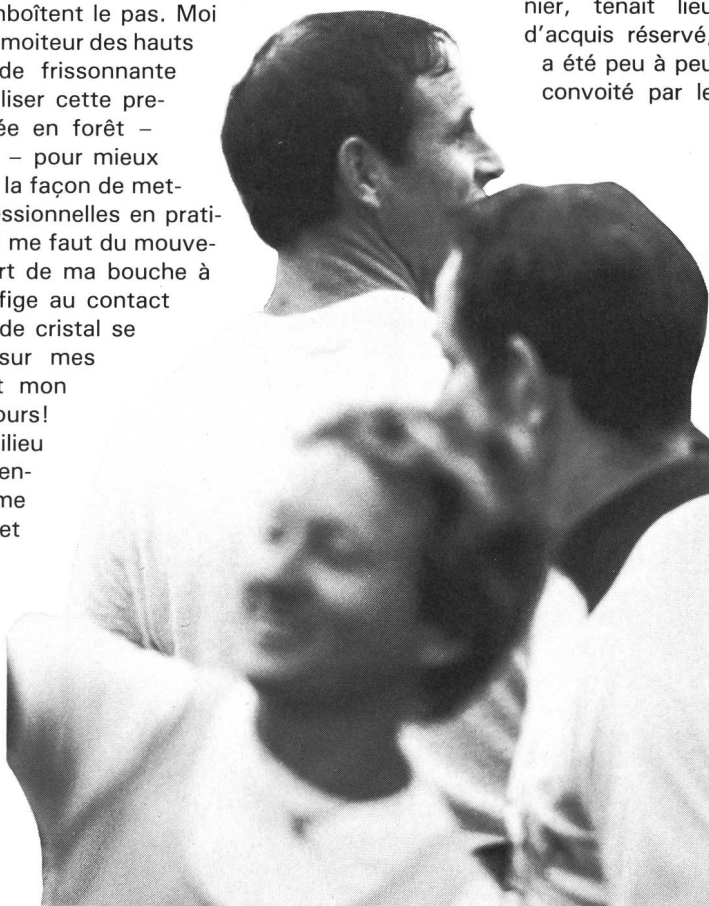 nboîtent le pas. Moi
moiteur des hauts
de frissonnante
liser cette pre-
ée en forêt –
– pour mieux
la façon de met-
essionnelles en prati-
me faut du mouve-
rt de ma bouche à
fige au contact
de cristal se
sur mes
t mon
ours!
ilieu
en-
me
et
nier, tenait lieu
d'acquis réservé,
a été peu à peu
convoité par le